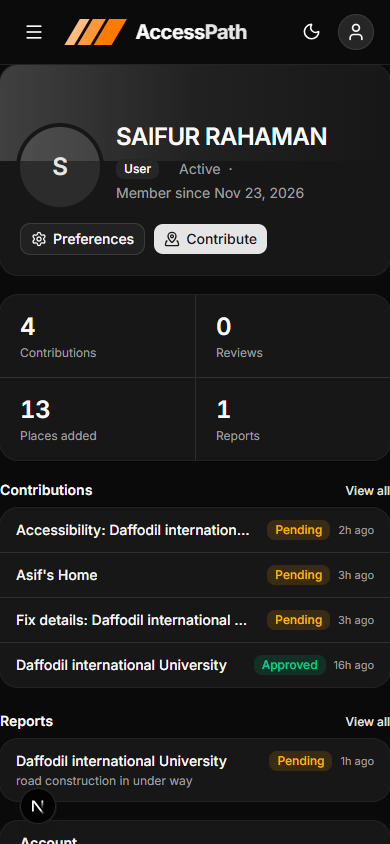 AccessPath
SAIFUR RAHAMAN
S
User Active ·
Member since Nov 23, 2026
Preferences Contribute
4 0
Contributions Reviews
13 1
Places added Reports
Contributions View all
Accessibility: Daffodil internation... Pending 2h ago
Asif's Home Pending 3h ago
Fix details: Daffodil international ... Pending 3h ago
Daffodil international University Approved 16h ago
Reports View all
Daffodil international University Pending 1h ago
road construction in under way
N
Account